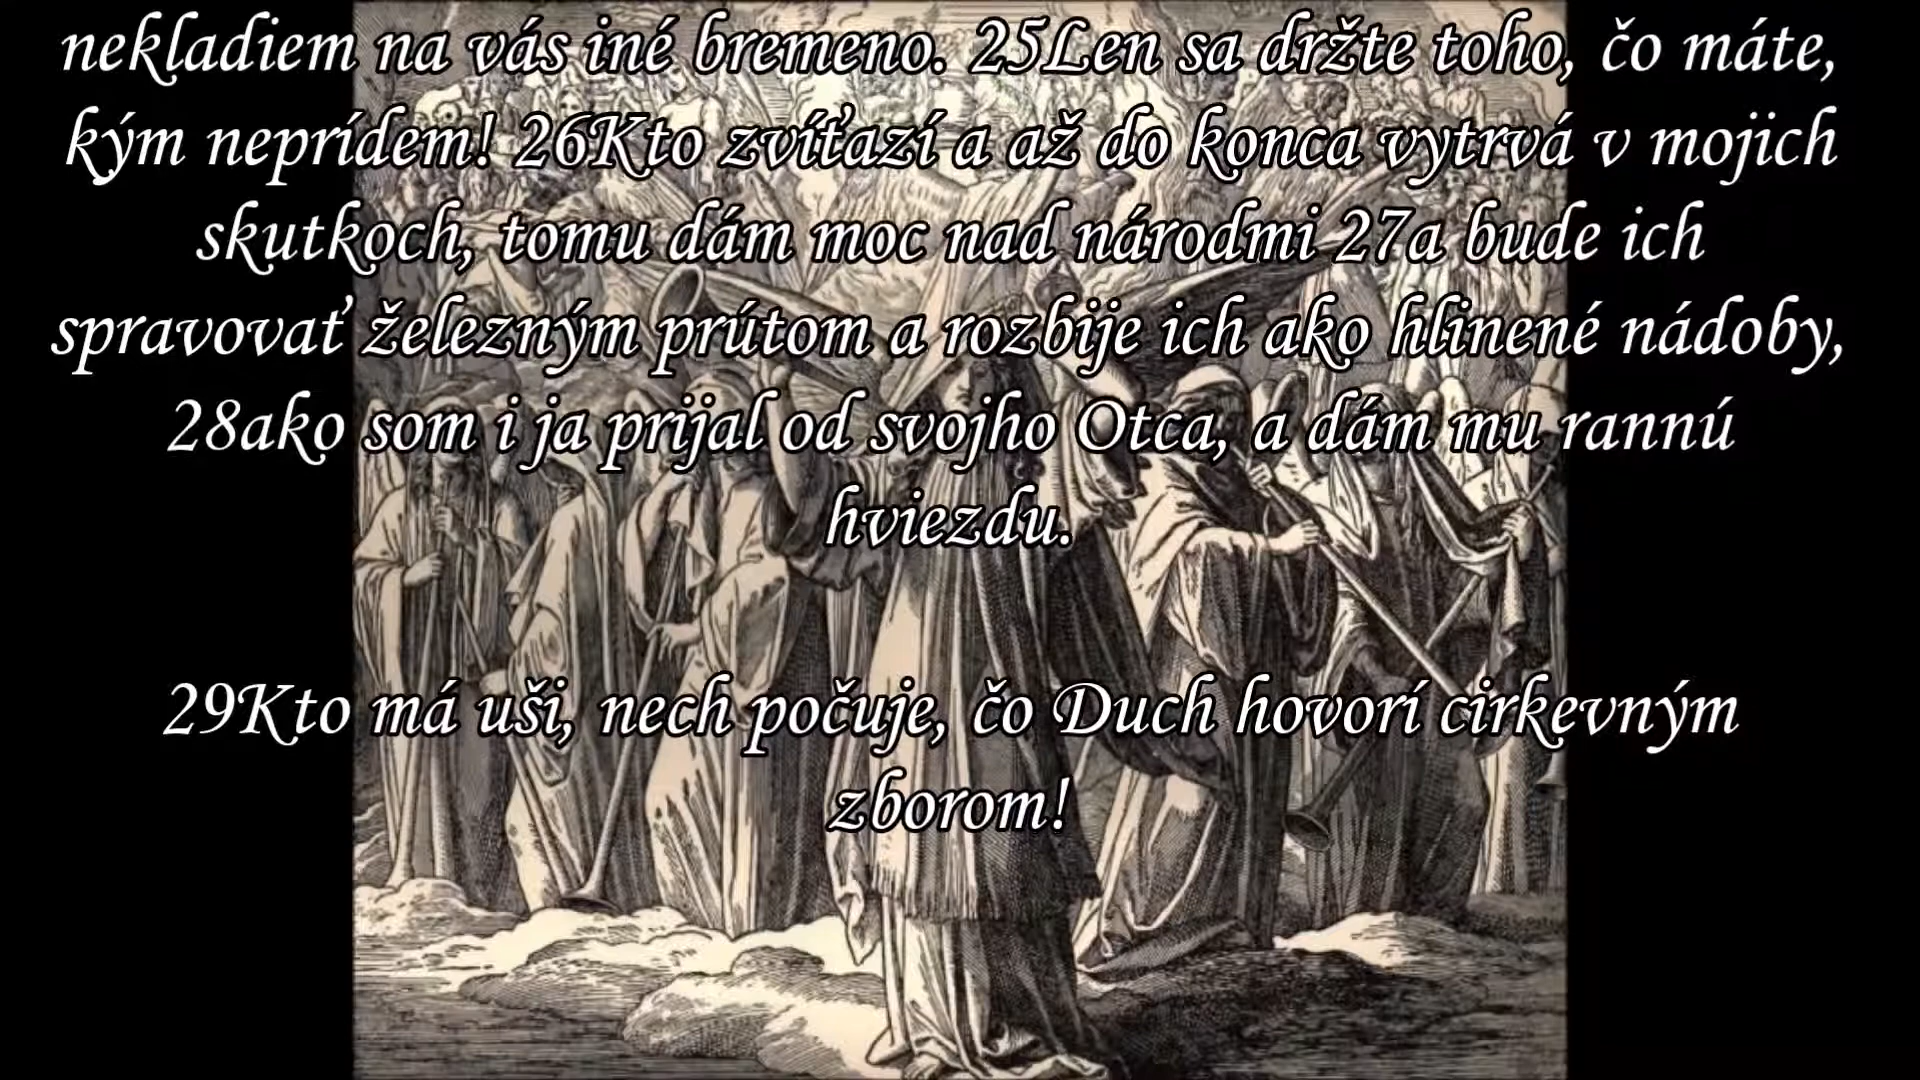 nekladiem na vás iné bremeno. 25Len sa držte toho, čo máte,
kým neprídem! 26Kto zvíťazí a až do konca vytrvá v mojich
skutkoch, tomu dám moc nad národmi 27a bude ich
spravovať železným prútom a rozbije ich ako hlinené nádoby,
28ako som i ja prijal od svojho Otca, a dám mu rannú
hviezdu.
29Kto má uši, nech počuje, čo Duch hovorí cirkevným
zborom!